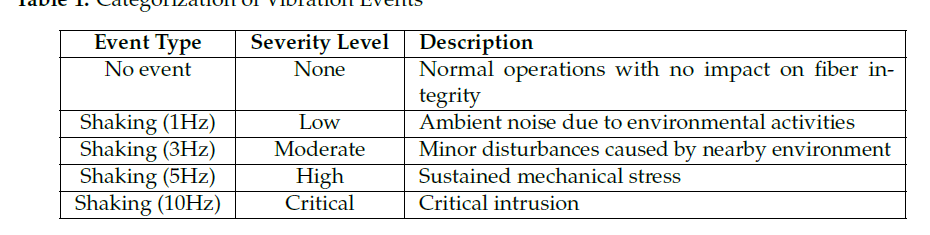 Table 1. Categorization of Vibration Events
Event Type Severity Level Description
No event None Normal operations with no impact on fiber in-
tegrity
Shaking (1Hz) Low Ambient noise due to environmental activities
Shaking (3Hz) Moderate Minor disturbances caused by nearby environment
Shaking (5Hz) High Sustained mechanical stress
Shaking (10Hz) Critical Critical intrusion